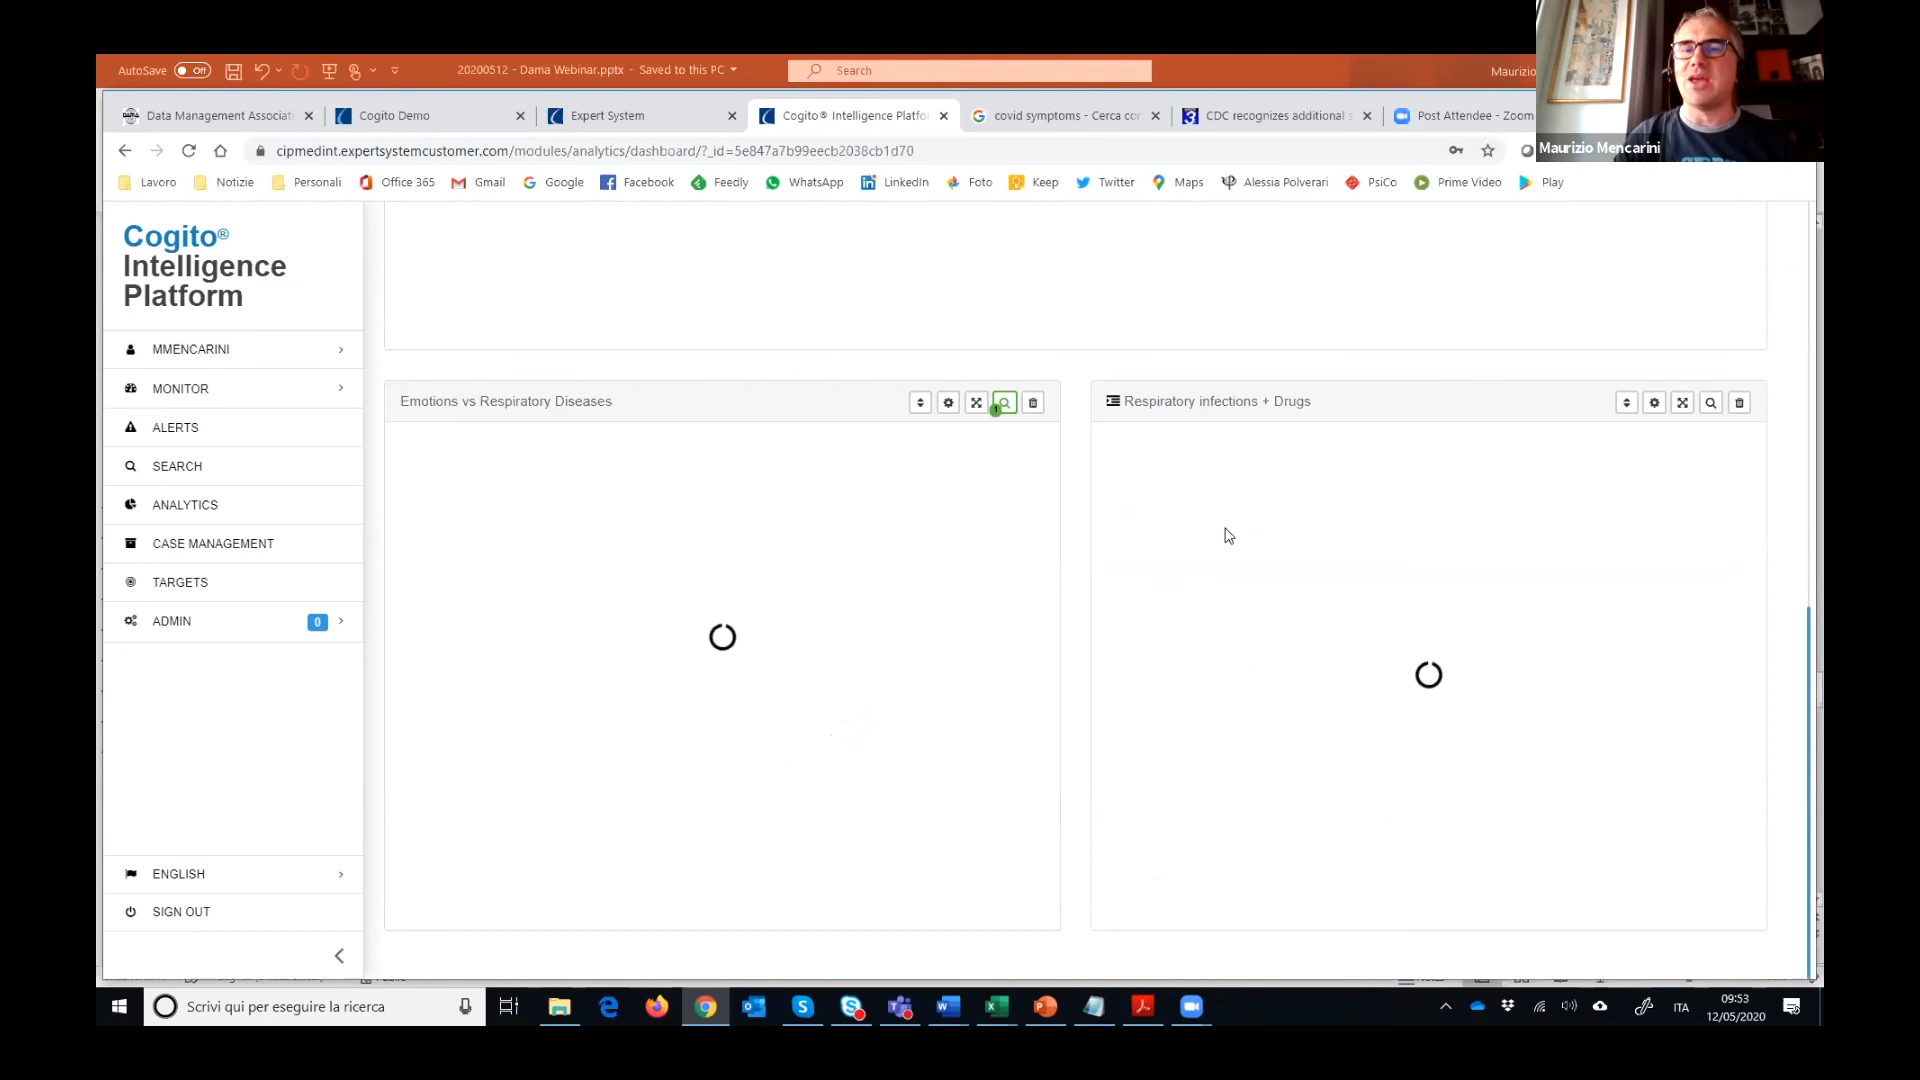 AutoSave Off
20200512 - Dama Webinar.pptx - Saved to this PC
Search
Maurizio
Data Management Associat
Cogito Demo
Expert System
Cogito® Intelligence Platfo
covid symptoms - Cerca co
CDC recognizes additional s
Post Attendee - Zoom
cipmedint.expertsystemcustomer.com/modules/analytics/dashboard/?_id=5e847a7b99eecb2038cb1d70
Maurizio Mencarini
Lavoro Notizie Personali Office 365 Gmail Google Facebook Feedly WhatsApp LinkedIn Foto Keep Twitter Maps Alessia Polverari PsiCo Prime Video Play
Cogito®
Intelligence
Platform
MMENCARINI
MONITOR
ALERTS
SEARCH
ANALYTICS
CASE MANAGEMENT
TARGETS
ADMIN 0
ENGLISH
SIGN OUT
Emotions vs Respiratory Diseases
1
Respiratory infections + Drugs
Scrivi qui per eseguire la ricerca
ITA
09:53
12/05/2020